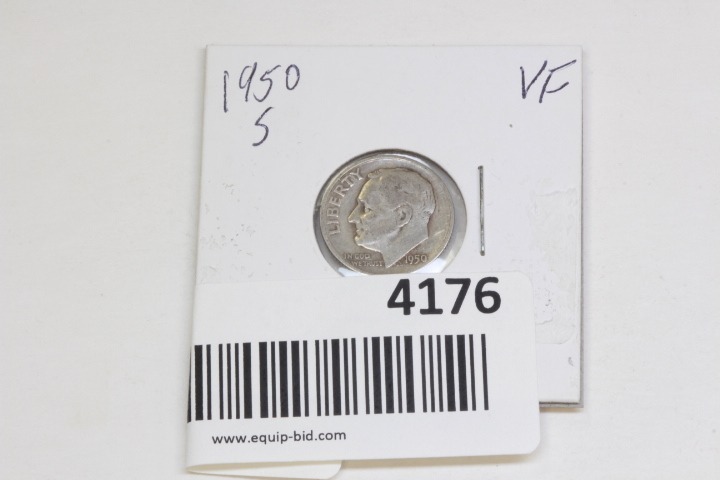 1950 VF
S
LIBERTY
IN GOD
WE TRUST 1950
4176
www.equip-bid.com